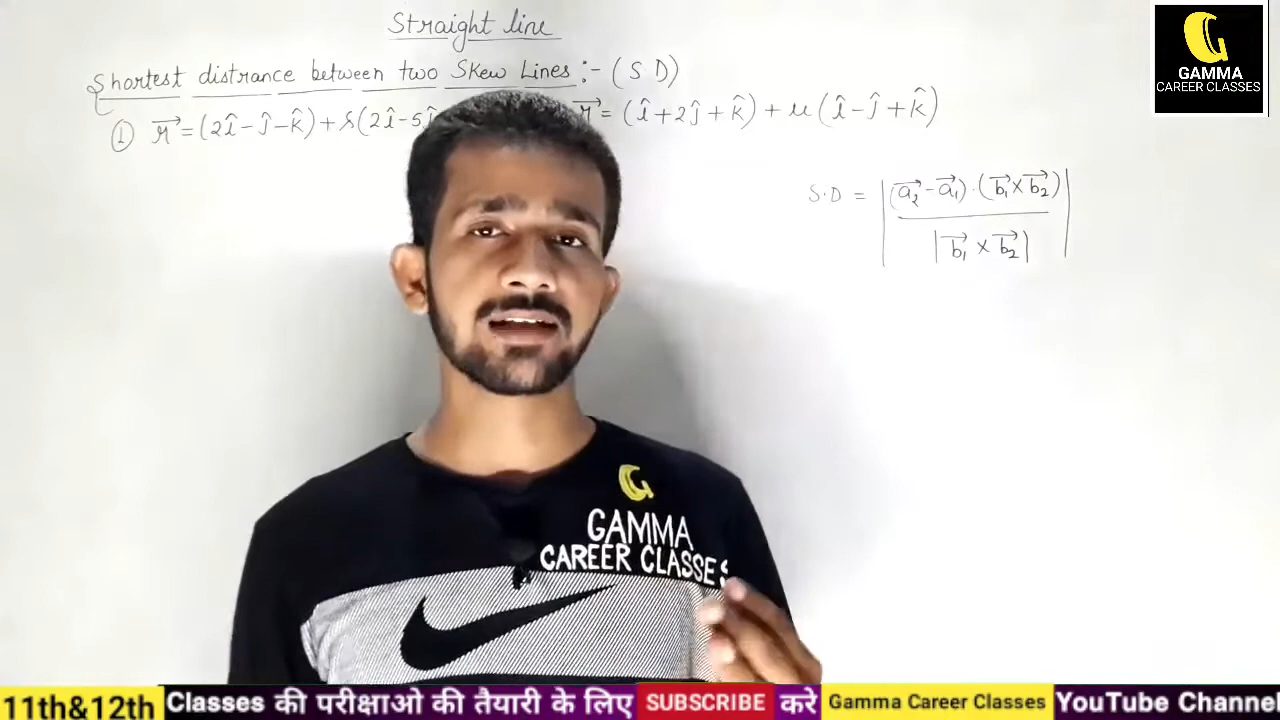 Straight line
Shortest distrance between two Skew Lines :- (S D)
① r⃗ = (2î - ĵ - k̂) + λ(2î - 5ĵ r⃗ = (î + 2ĵ + k̂) + μ(î - ĵ + k̂)
S.D = |(a⃗₂ - a⃗₁) · (b⃗₁ × b⃗₂)|
|b⃗₁ × b⃗₂|
GAMMA
CAREER CLASSES
G
GAMMA
CAREER CLASSES
11th&12th Classes की परीक्षाओ की तैयारी के लिए SUBSCRIBE करे Gamma Career Classes YouTube Channel